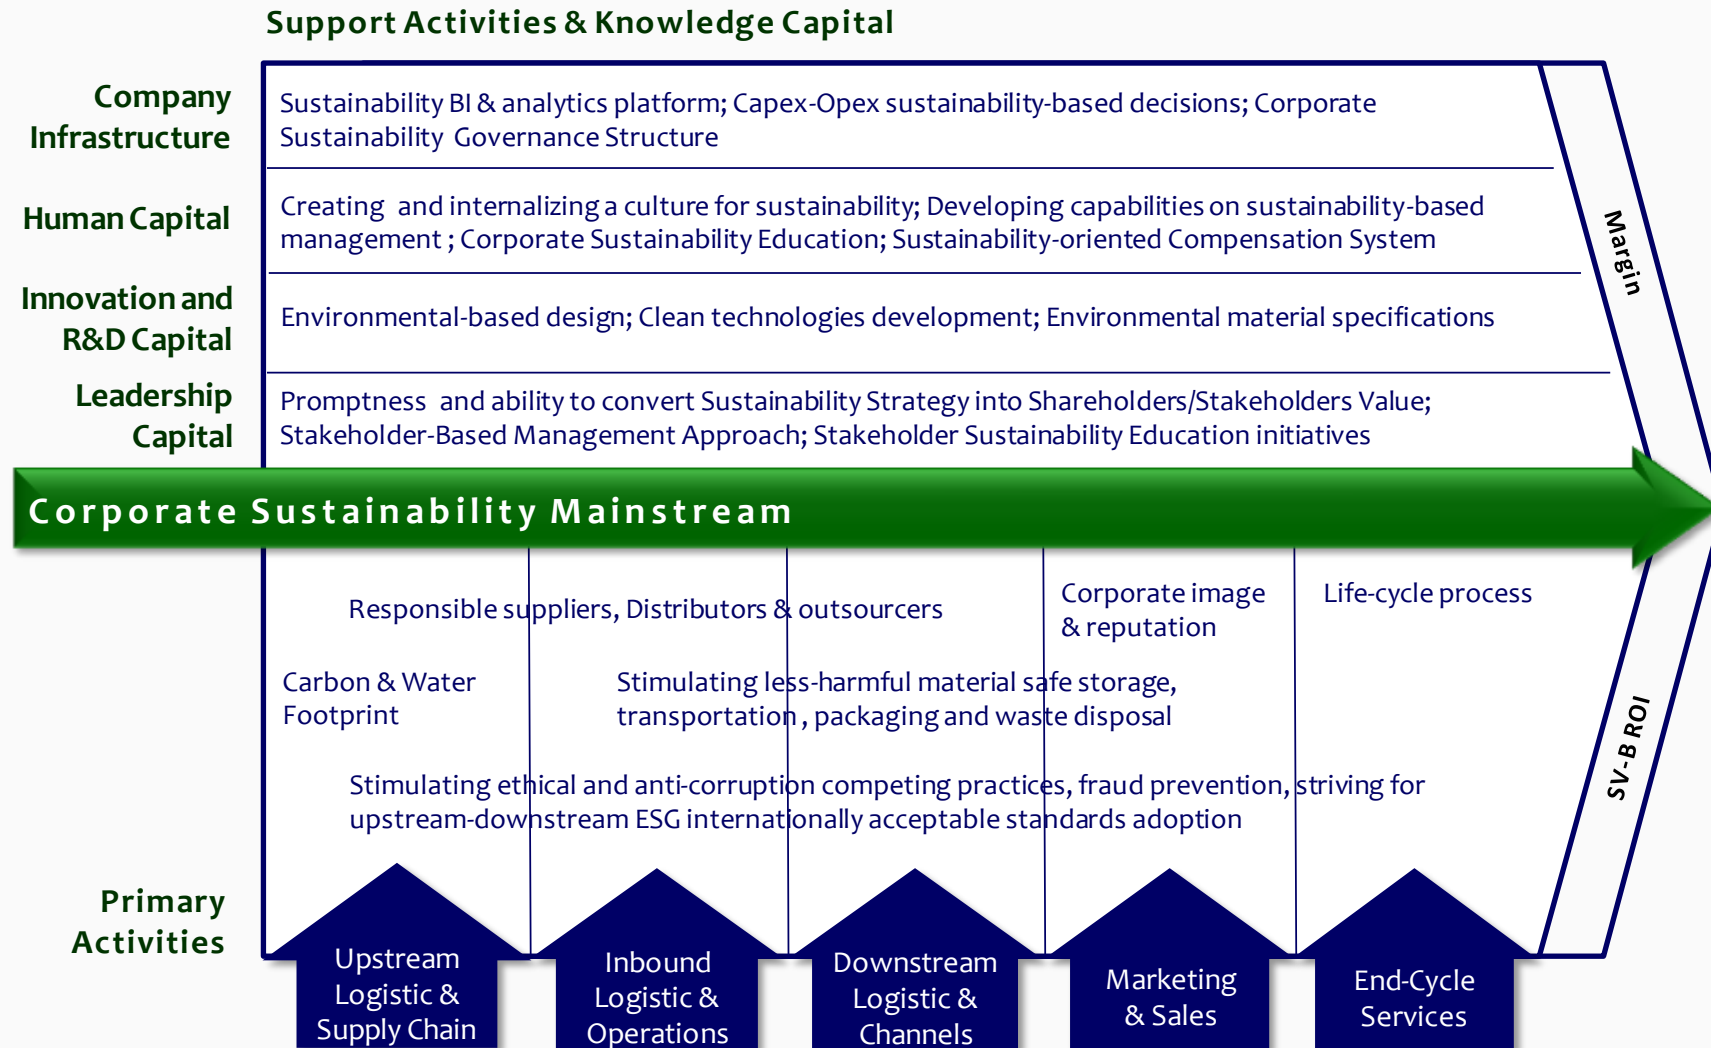 Support Activities & Knowledge Capital
Company
Infrastructure
Sustainability BI & analytics platform; Capex-Opex sustainability-based decisions; Corporate
Sustainability Governance Structure
Human Capital
Creating and internalizing a culture for sustainability; Developing capabilities on sustainability-based
management ; Corporate Sustainability Education; Sustainability-oriented Compensation System
Innovation and
R&D Capital
Environmental-based design; Clean technologies development; Environmental material specifications
Leadership
Capital
Promptness and ability to convert Sustainability Strategy into Shareholders/Stakeholders Value;
Stakeholder-Based Management Approach; Stakeholder Sustainability Education initiatives
Margin
Corporate Sustainability Mainstream
Responsible suppliers, Distributors & outsourcers
Corporate image
& reputation
Life-cycle process
Carbon & Water
Footprint
Stimulating less-harmful material safe storage,
transportation , packaging and waste disposal
Stimulating ethical and anti-corruption competing practices, fraud prevention, striving for
upstream-downstream ESG internationally acceptable standards adoption
SV-B ROI
Primary
Activities
Upstream
Logistic &
Supply Chain
Inbound
Logistic &
Operations
Downstream
Logistic &
Channels
Marketing
& Sales
End-Cycle
Services